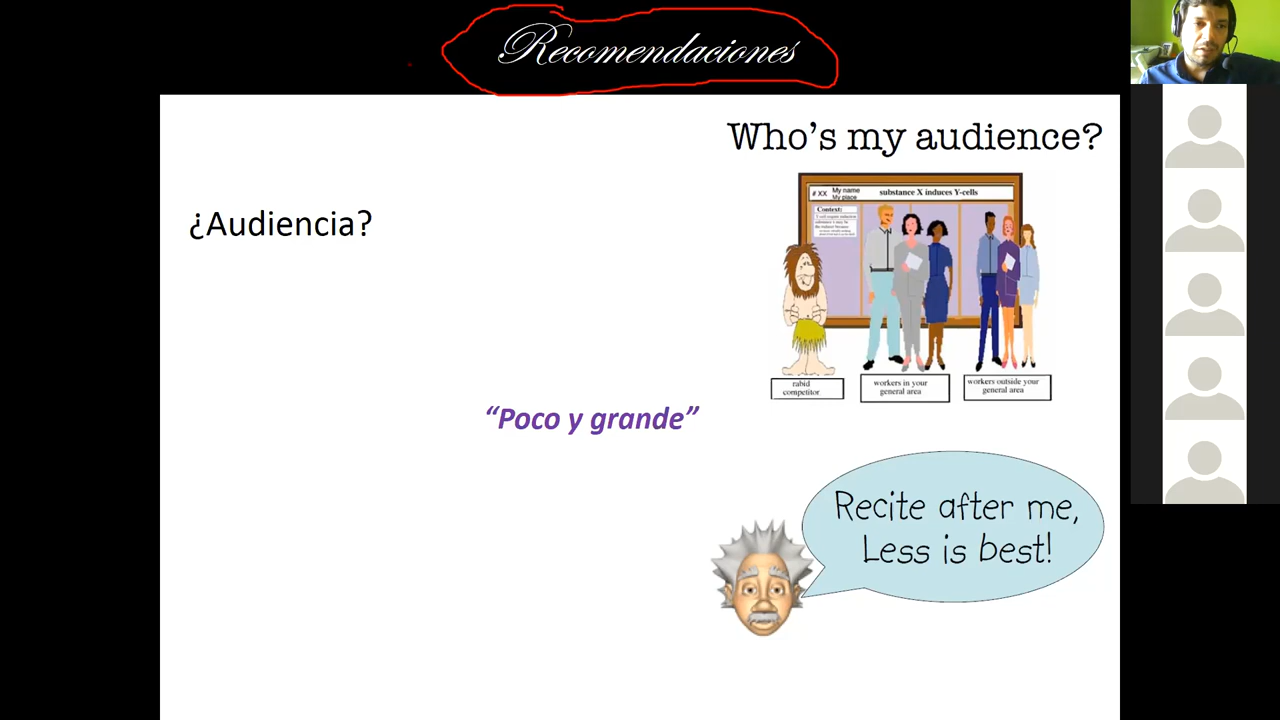 Recomendaciones
Who's my audience?
# XX
My name
My place
substance X induces Y-cells
Context:
¿Audiencia?
rabid
competitor
workers in your
general area
workers outside your
general area
“Poco y grande”
Recite after me,
Less is best!